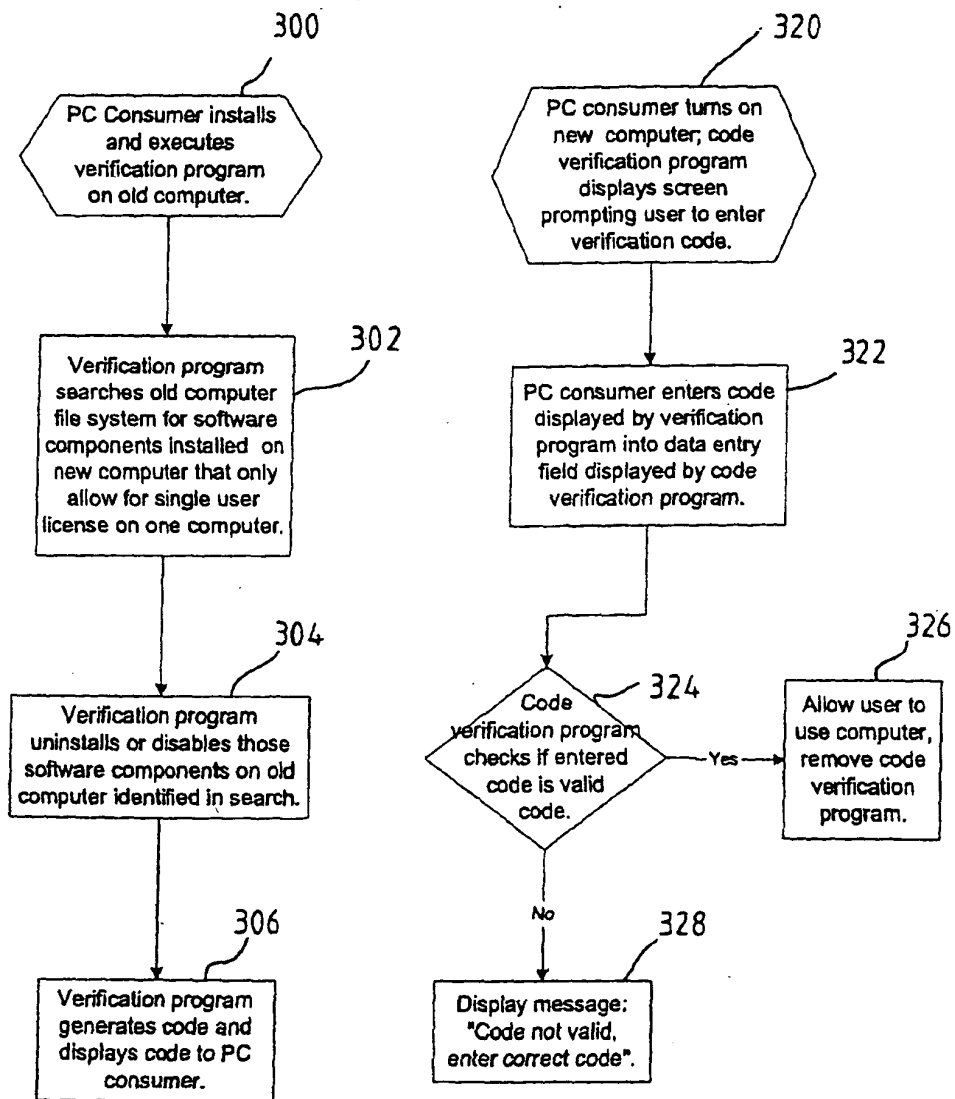 300
PC Consumer installs
and executes
verification program
on old computer.
302
Verification program
searches old computer
file system for software
components installed on
new computer that only
allow for single user
license on one computer.
304
Verification program
uninstalls or disables those
software components on old
computer identified in search.
306
Verification program
generates code and
displays code to PC
consumer.
320
PC consumer turns on
new computer; code
verification program
displays screen
prompting user to enter
verification code.
322
PC consumer enters code
displayed by verification
program into data entry
field displayed by code
verification program.
324
Code
verification program
checks if entered
code is valid
code.
Yes
326
Allow user to
use computer,
remove code
verification
program.
No
328
Display message:
"Code not valid,
enter correct code".